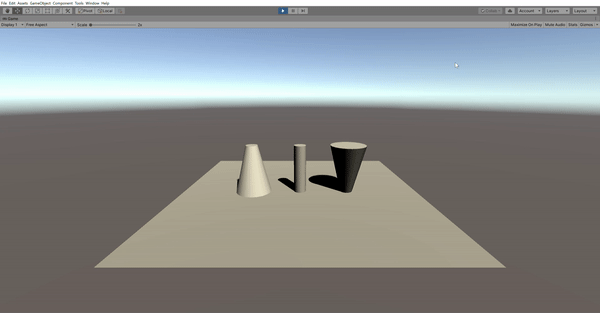 File Edit Assets GameObject Component Tools Window Help
Pivot Local Collab Account Layers Layout
Game
Display 1 Free Aspect Scale 1x Maximize On Play Mute Audio Stats Gizmos